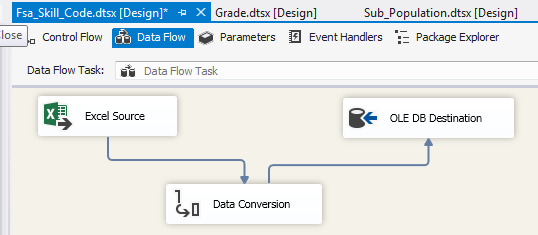 Fsa_Skill_Code.dtsx [Design]* Grade.dtsx [Design] Sub_Population.dtsx [Design]
Close Control Flow Data Flow Parameters Event Handlers Package Explorer
Data Flow Task: Data Flow Task
Excel Source
OLE DB Destination
Data Conversion